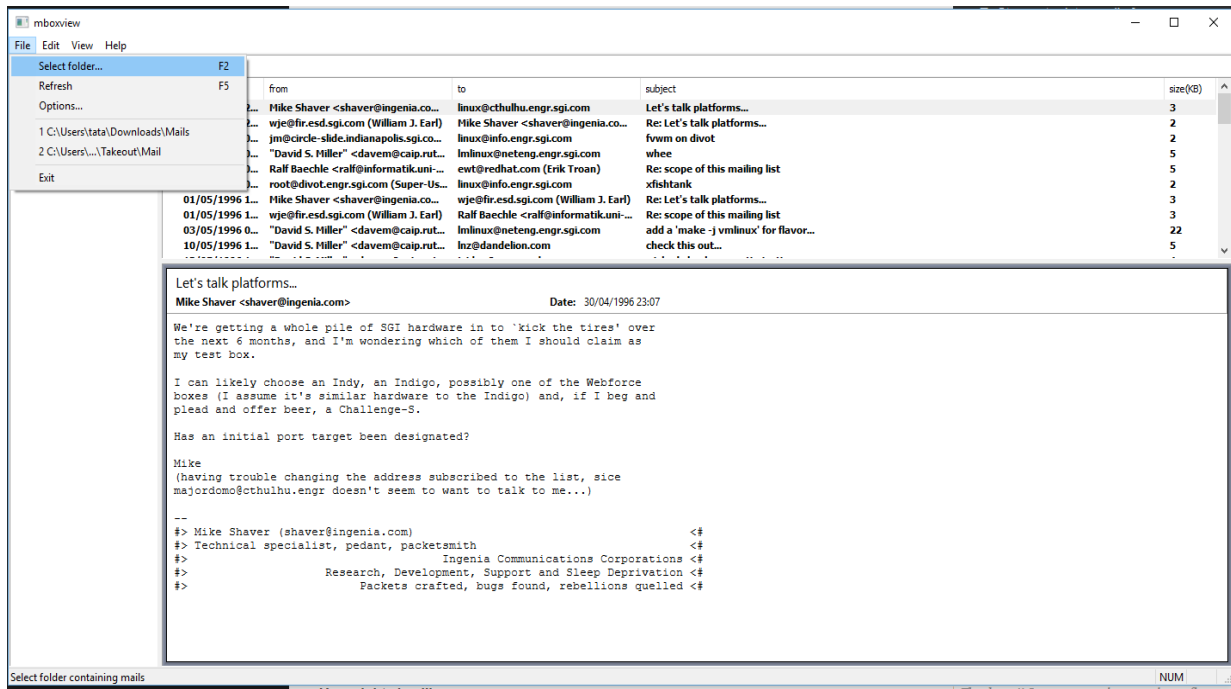 mboxview
File Edit View Help
Select folder... F2
Refresh F5
Options...
1 C:\Users\tata\Downloads\Mails
2 C:\Users\...\Takeout\Mail
Exit
from to subject size(KB)
Mike Shaver <shaver@ingenia.co... linux@cthulhu.engr.sgi.com Let's talk platforms... 3
wje@fir.esd.sgi.com (William J. Earl) Mike Shaver <shaver@ingenia.co... Re: Let's talk platforms... 2
jm@circle-slide.indianapolis.sgi.co... linux@info.engr.sgi.com fvwm on divot 2
"David S. Miller" <davem@caip.rut... lmlinux@neteng.engr.sgi.com whee 5
Ralf Baechle <ralf@informatik.uni-... ewt@redhat.com (Erik Troan) Re: scope of this mailing list 5
root@divot.engr.sgi.com (Super-Us... linux@info.engr.sgi.com xfishtank 2
01/05/1996 1... Mike Shaver <shaver@ingenia.co... wje@fir.esd.sgi.com (William J. Earl) Re: Let's talk platforms... 3
01/05/1996 1... wje@fir.esd.sgi.com (William J. Earl) Ralf Baechle <ralf@informatik.uni-... Re: scope of this mailing list 3
03/05/1996 0... "David S. Miller" <davem@caip.rut... lmlinux@neteng.engr.sgi.com add a 'make -j vmlinux' for flavor... 22
10/05/1996 1... "David S. Miller" <davem@caip.rut... lnz@dandelion.com check this out... 5
Let's talk platforms...
Mike Shaver <shaver@ingenia.com> Date: 30/04/1996 23:07
We're getting a whole pile of SGI hardware in to `kick the tires' over
the next 6 months, and I'm wondering which of them I should claim as
my test box.
I can likely choose an Indy, an Indigo, possibly one of the Webforce
boxes (I assume it's similar hardware to the Indigo) and, if I beg and
plead and offer beer, a Challenge-S.
Has an initial port target been designated?
Mike
(having trouble changing the address subscribed to the list, sice
majordomo@cthulhu.engr doesn't seem to want to talk to me...)
--
#> Mike Shaver (shaver@ingenia.com) <#
#> Technical specialist, pedant, packetsmith <#
#> Ingenia Communications Corporations <#
#> Research, Development, Support and Sleep Deprivation <#
#> Packets crafted, bugs found, rebellions quelled <#
Select folder containing mails NUM